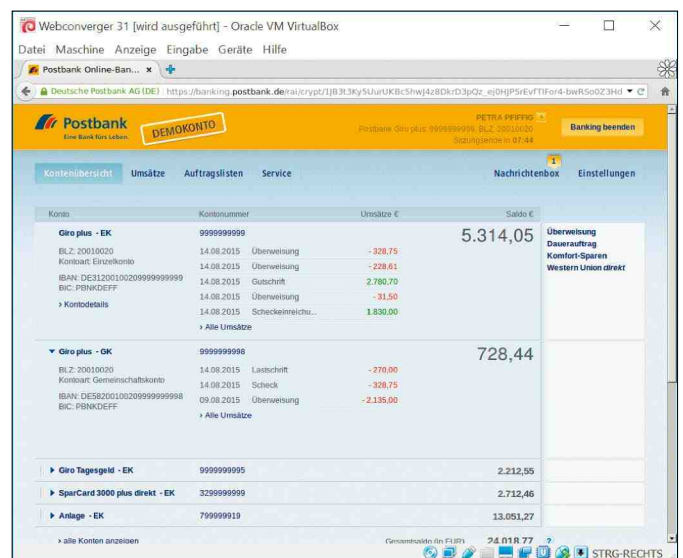 Webconverger 31 [wird ausgeführt] - Oracle VM VirtualBox
Datei Maschine Anzeige Eingabe Geräte Hilfe
Postbank Online-Ban...
Deutsche Postbank AG (DE) https://banking.postbank.de/rai/crypt/
Postbank
Eine Bank fürs Leben.
DEMOKONTO
PETRA PFIFFIG
Postbank Giro plus, 9999999999, BLZ: 20010020
Sitzungsende in 07:44
Banking beenden
Kontenübersicht Umsätze Auftragslisten Service Nachrichtenbox 1 Einstellungen
Konto Kontonummer Umsätze € Saldo €
Giro plus - EK 9999999999 5.314,05
BLZ: 20010020
Kontoart: Einzelkonto
IBAN: DE31200100209999999999
BIC: PBNKDEFF
› Kontodetails
14.08.2015 Überweisung - 328,75
14.08.2015 Überweisung - 228,61
14.08.2015 Gutschrift 2.780,70
14.08.2015 Überweisung - 31,50
14.08.2015 Scheckeinreichu... 1.830,00
› Alle Umsätze
Überweisung
Dauerauftrag
Komfort-Sparen
Western Union direkt
Giro plus - GK 9999999998 728,44
BLZ: 20010020
Kontoart: Gemeinschaftskonto
IBAN: DE58200100209999999998
BIC: PBNKDEFF
14.08.2015 Lastschrift - 270,00
14.08.2015 Scheck - 328,75
09.08.2015 Überweisung - 2.135,00
› Alle Umsätze
Giro Tagesgeld - EK 9999999995 2.212,55
SparCard 3000 plus direkt - EK 3299999999 2.712,46
Anlage - EK 799999919 13.051,27
› alle Konten anzeigen Gesamtsaldo (in EUR) 24.018,77 ?
STRG-RECHTS